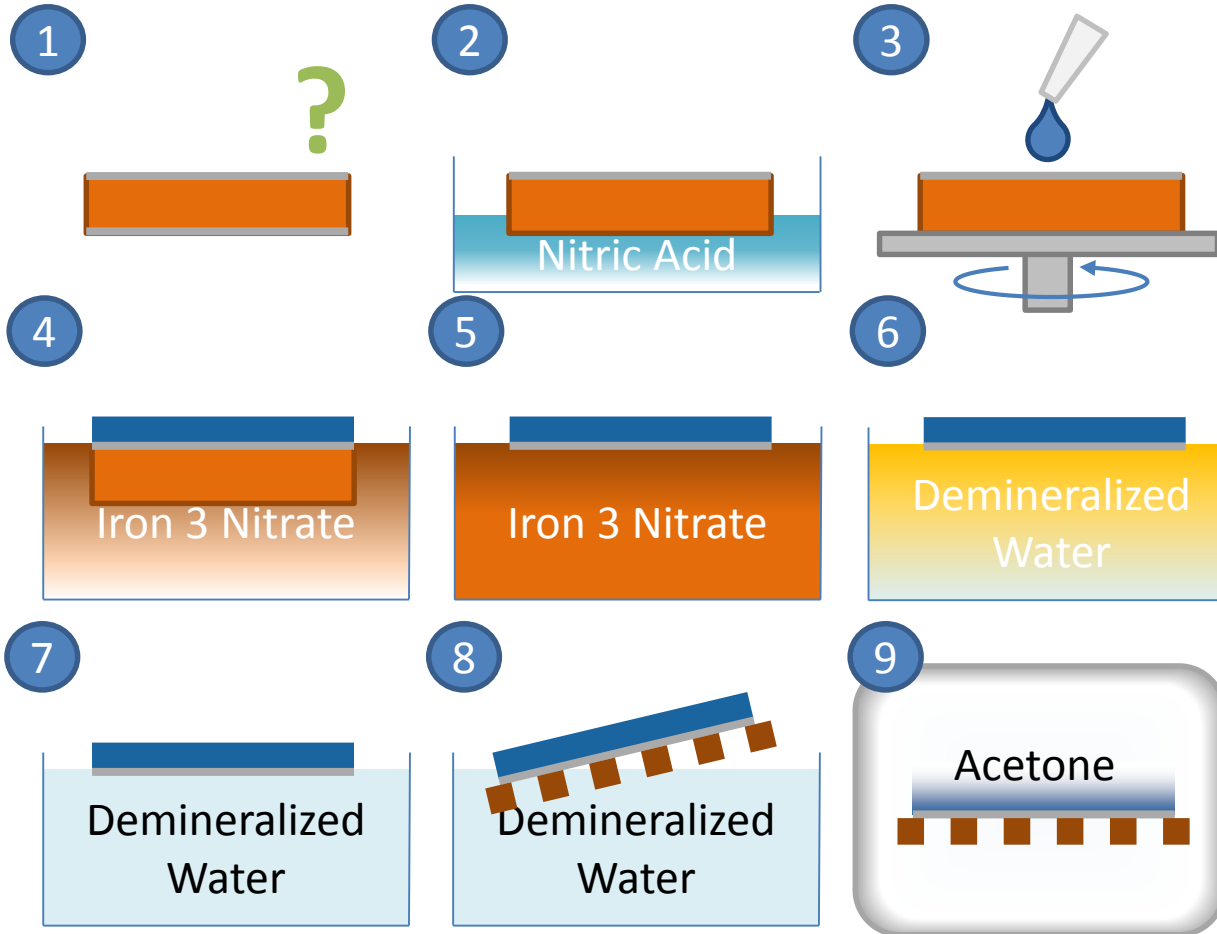 1
?
2
Nitric Acid
3
4
Iron 3 Nitrate
5
Iron 3 Nitrate
6
Demineralized
Water
7
Demineralized
Water
8
Demineralized
Water
9
Acetone